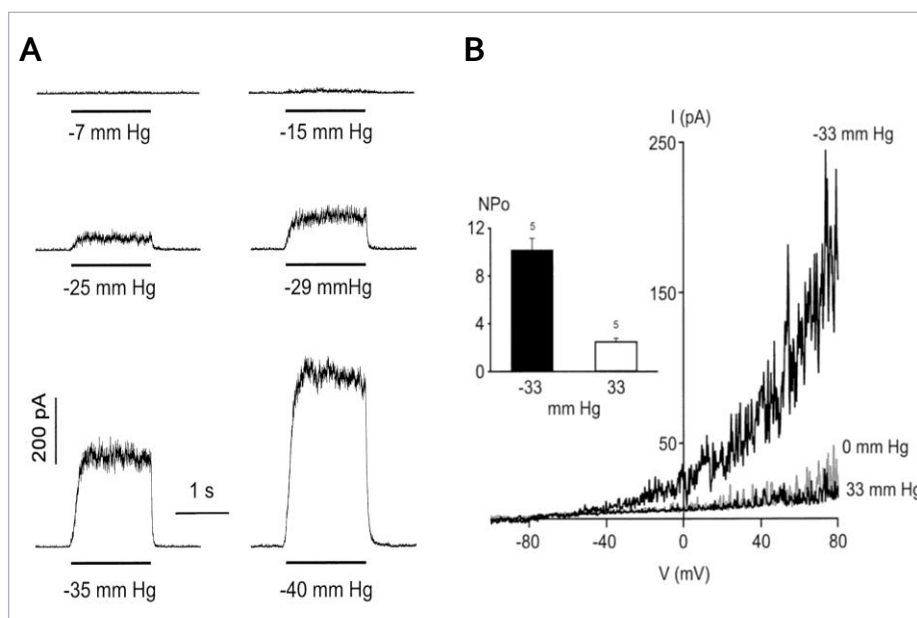 A
-7 mm Hg
-15 mm Hg
-25 mm Hg
-29 mmHg
200 pA
1 s
-35 mm Hg
-40 mm Hg
B
I (pA)
250
-33 mm Hg
NPo
12
8
4
0
5
5
-33
33
mm Hg
150
50
0 mm Hg
33 mm Hg
-80
-40
0
40
80
V (mV)